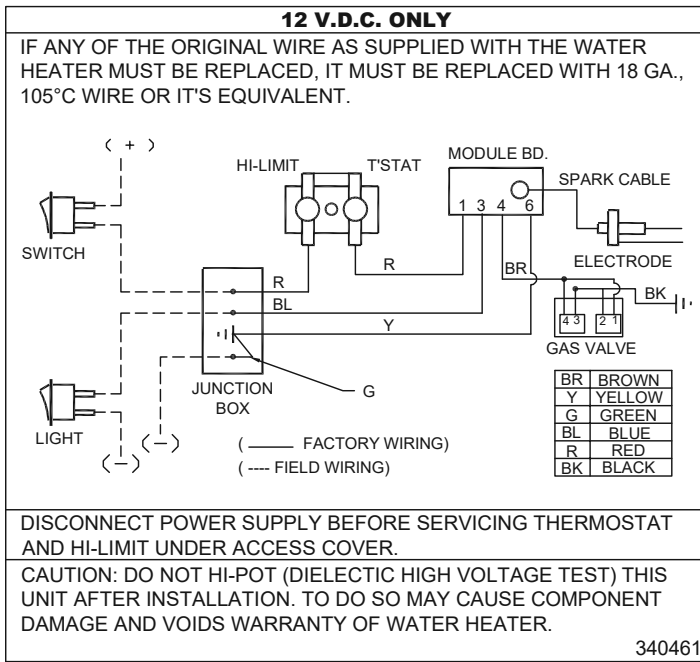 12 V.D.C. ONLY
IF ANY OF THE ORIGINAL WIRE AS SUPPLIED WITH THE WATER
HEATER MUST BE REPLACED, IT MUST BE REPLACED WITH 18 GA.,
105°C WIRE OR IT'S EQUIVALENT.
( + )
SWITCH
HI-LIMIT
T'STAT
MODULE BD.
1 3 4 6
SPARK CABLE
ELECTRODE
R
R
BR
BL
Y
BK
4 3 2 1
GAS VALVE
JUNCTION
BOX
G
LIGHT
(—)
(—)
( ____ FACTORY WIRING)
( ---- FIELD WIRING)
BR BROWN
Y YELLOW
G GREEN
BL BLUE
R RED
BK BLACK
DISCONNECT POWER SUPPLY BEFORE SERVICING THERMOSTAT
AND HI-LIMIT UNDER ACCESS COVER.
CAUTION: DO NOT HI-POT (DIELECTIC HIGH VOLTAGE TEST) THIS
UNIT AFTER INSTALLATION. TO DO SO MAY CAUSE COMPONENT
DAMAGE AND VOIDS WARRANTY OF WATER HEATER.
340461